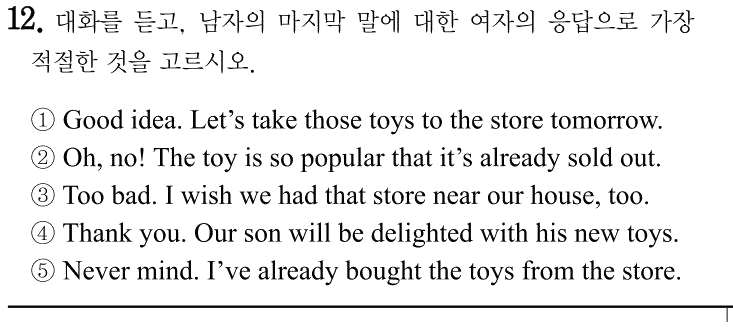 12. 대화를 듣고, 남자의 마지막 말에 대한 여자의 응답으로 가장
적절한 것을 고르시오.
① Good idea. Let’s take those toys to the store tomorrow.
② Oh, no! The toy is so popular that it’s already sold out.
③ Too bad. I wish we had that store near our house, too.
④ Thank you. Our son will be delighted with his new toys.
⑤ Never mind. I’ve already bought the toys from the store.